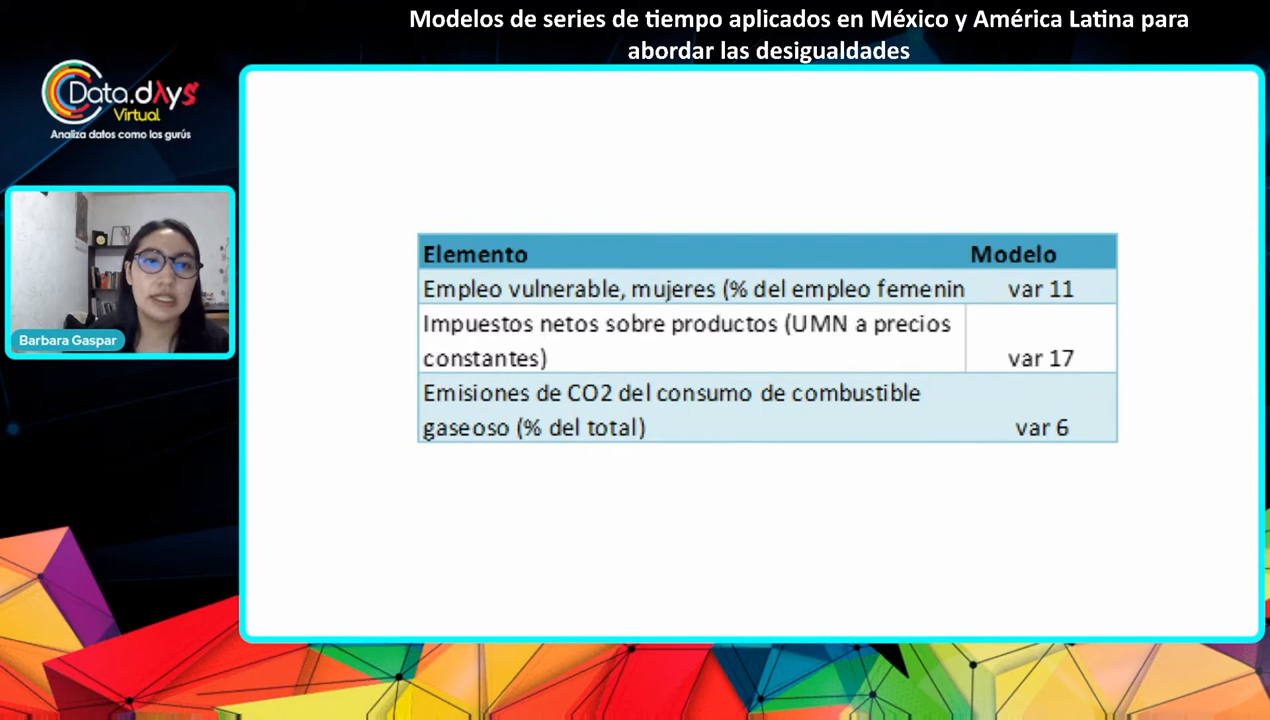 Modelos de series de tiempo aplicados en México y América Latina para
abordar las desigualdades
Data.dAys
Virtual
Analiza datos como los gurús
Barbara Gaspar
Elemento Modelo
Empleo vulnerable, mujeres (% del empleo femenin var 11
Impuestos netos sobre productos (UMN a precios
constantes) var 17
Emisiones de CO2 del consumo de combustible
gaseoso (% del total) var 6